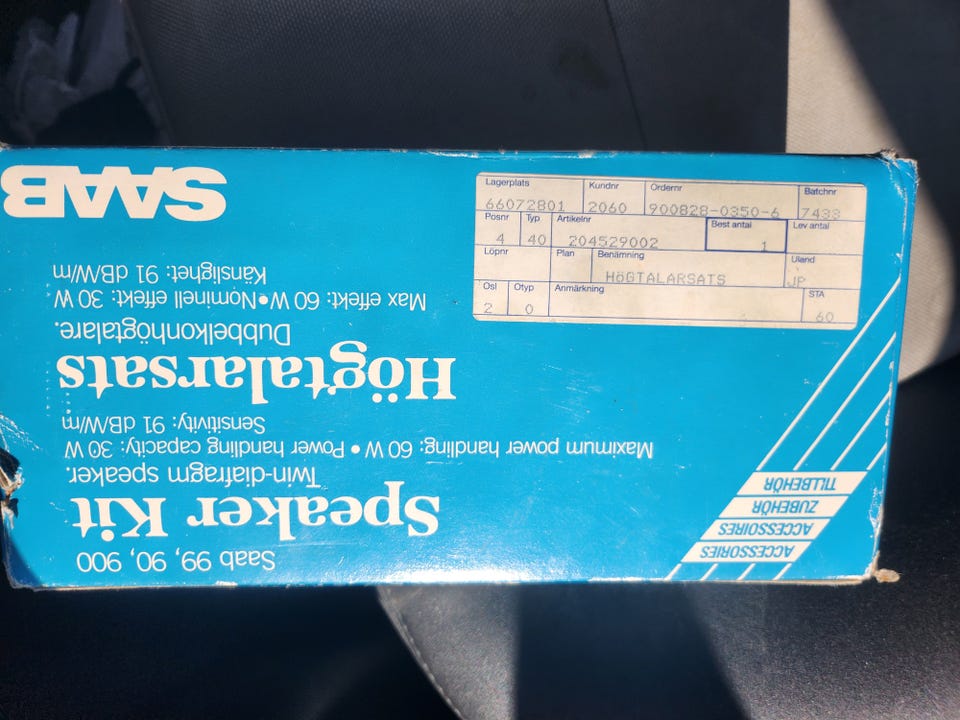 Saab 99, 90, 900
Speaker Kit
Twin-diafragm speaker.
Maximum power handling: 60 W • Power handling capacity: 30 W
Sensitivity: 91 dB/W/m
Högtalarsats
Dubbelkonhögtalare.
Max effekt: 60 W • Nominell effekt: 30 W
Känslighet: 91 dB/W/m
SAAB
ACCESSORIES
ACCESSOIRES
ZUBEHÖR
TILLBEHÖR
Lagerplats Kundnr Ordernr Batchnr
66072801 2060 900828-0350-6 7433
Posnr Typ Artikelnr Best antal Lev antal
4 40 204529002 1
Löpnr Plan Benämning Uland
HÖGTALARSATS JP
Osl Otyp Anmärkning STA
2 0 60